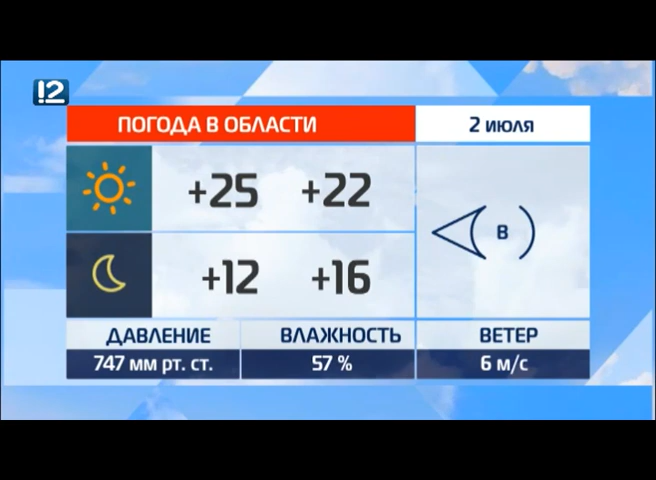 12
ПОГОДА В ОБЛАСТИ 2 июля
+25 +22
В
+12 +16
ДАВЛЕНИЕ ВЛАЖНОСТЬ ВЕТЕР
747 мм рт. ст. 57 % 6 м/с